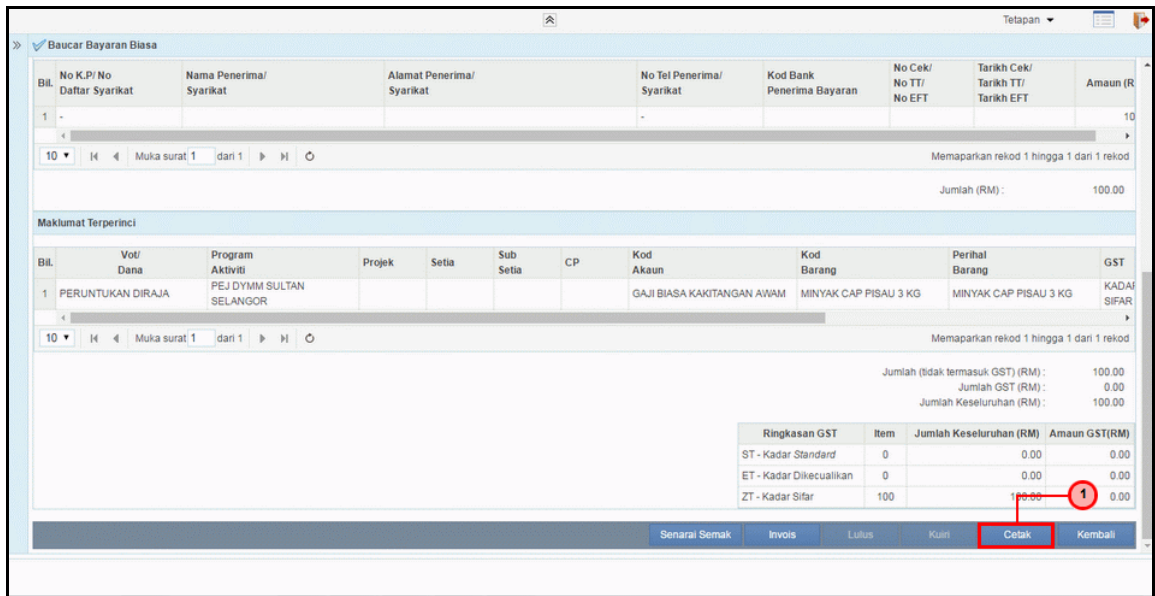 Tetapan
Baucar Bayaran Biasa
Bil. No K.P/ No Daftar Syarikat Nama Penerima/ Syarikat Alamat Penerima/ Syarikat No Tel Penerima/ Syarikat Kod Bank Penerima Bayaran No Cek/ No TT/ No EFT Tarikh Cek/ Tarikh TT/ Tarikh EFT Amaun (R
1 - - 10
10 Muka surat 1 dari 1 Memaparkan rekod 1 hingga 1 dari 1 rekod
Jumlah (RM) : 100.00
Maklumat Terperinci
Bil. Vot/ Dana Program Aktiviti Projek Setia Sub Setia CP Kod Akaun Kod Barang Perihal Barang GST
1 PERUNTUKAN DIRAJA PEJ DYMM SULTAN SELANGOR GAJI BIASA KAKITANGAN AWAM MINYAK CAP PISAU 3 KG MINYAK CAP PISAU 3 KG KADAR SIFAR
10 Muka surat 1 dari 1 Memaparkan rekod 1 hingga 1 dari 1 rekod
Jumlah (tidak termasuk GST) (RM) : 100.00
Jumlah GST (RM) : 0.00
Jumlah Keseluruhan (RM) : 100.00
Ringkasan GST Item Jumlah Keseluruhan (RM) Amaun GST(RM)
ST - Kadar Standard 0 0.00 0.00
ET - Kadar Dikecualikan 0 0.00 0.00
ZT - Kadar Sifar 100 100.00 0.00
1
Senarai Semak Invois Lulus Kuiri Cetak Kembali